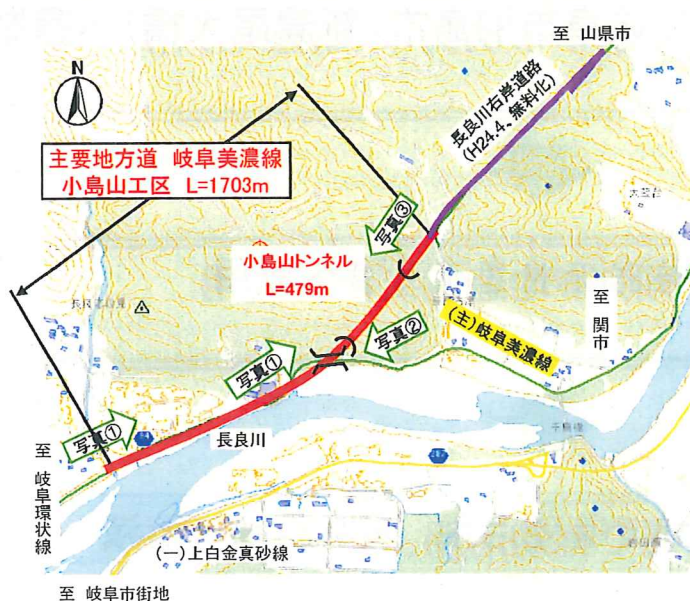 至 山県市
N
長良川右岸道路
(H24.4、無料化)
主要地方道 岐阜美濃線
小島山工区 L=1703m
写真③
小島山トンネル
L=479m
至 関市
(主)岐阜美濃線
写真②
写真①
写真①
長良川
千鳥橋
至 岐阜環状線
(一)上白金真砂線
至 岐阜市街地